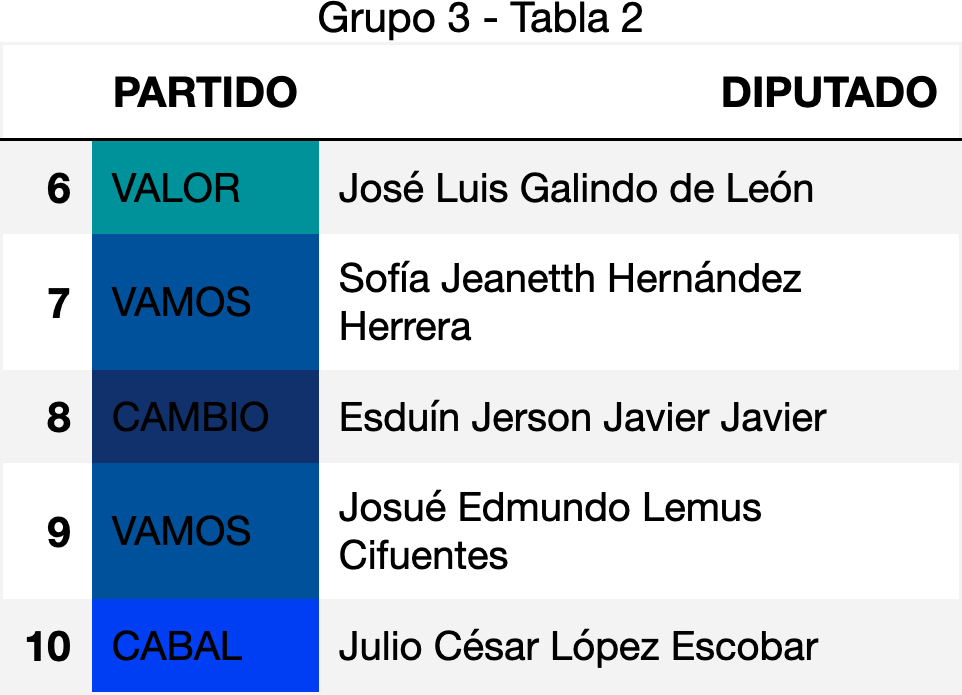 Grupo 3 - Tabla 2
PARTIDO DIPUTADO
6 VALOR José Luis Galindo de León
7 VAMOS Sofía Jeanetth Hernández
Herrera
8 CAMBIO Esduín Jerson Javier Javier
9 VAMOS Josué Edmundo Lemus
Cifuentes
10 CABAL Julio César López Escobar